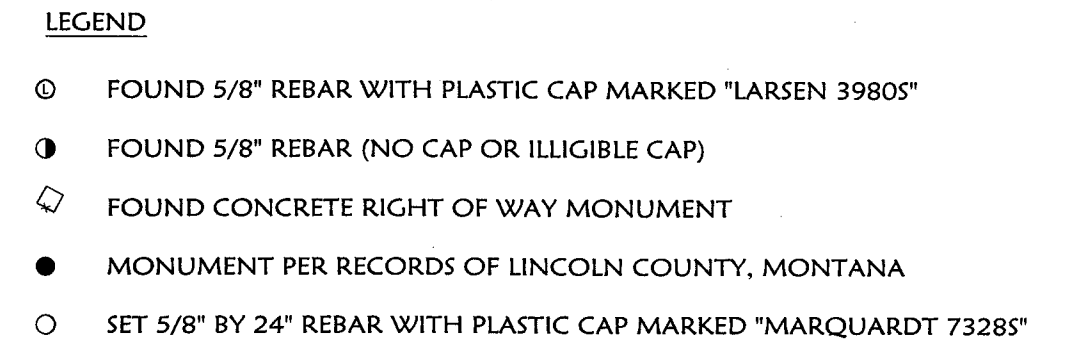 LEGEND
Ⓛ FOUND 5/8" REBAR WITH PLASTIC CAP MARKED "LARSEN 3980S"
FOUND 5/8" REBAR (NO CAP OR ILLIGIBLE CAP)
FOUND CONCRETE RIGHT OF WAY MONUMENT
MONUMENT PER RECORDS OF LINCOLN COUNTY, MONTANA
SET 5/8" BY 24" REBAR WITH PLASTIC CAP MARKED "MARQUARDT 7328S"